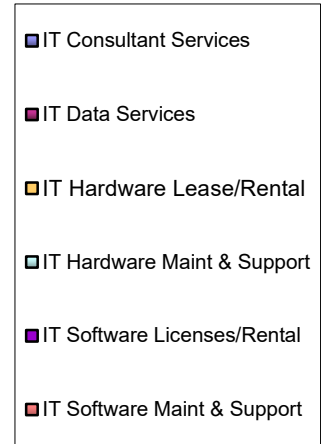 IT Consultant Services
IT Data Services
IT Hardware Lease/Rental
IT Hardware Maint & Support
IT Software Licenses/Rental
IT Software Maint & Support